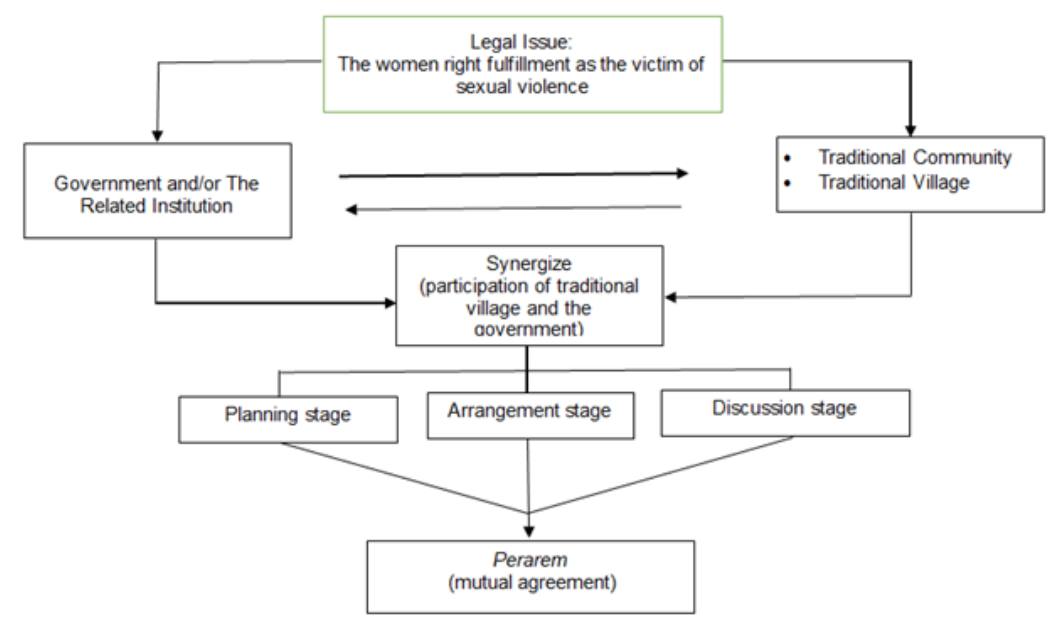 Legal Issue:
The women right fulfillment as the victim of
sexual violence
Government and/or The
Related Institution
• Traditional Community
• Traditional Village
Synergize
(participation of traditional
village and the
government)
Planning stage
Arrangement stage
Discussion stage
Perarem
(mutual agreement)